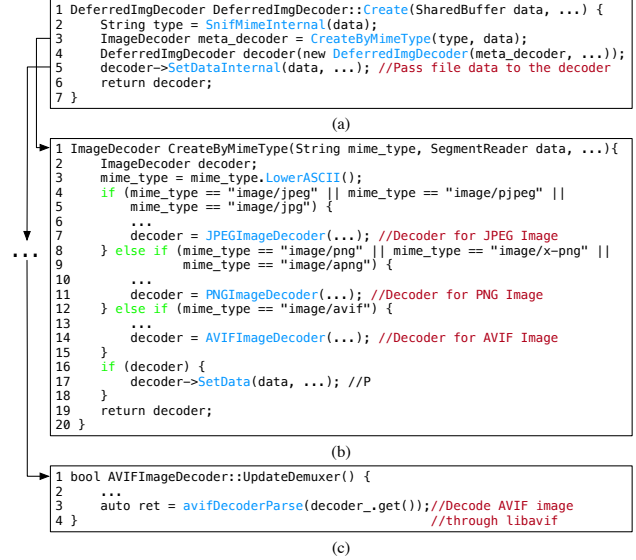 1 DeferredImgDecoder DeferredImgDecoder::Create(SharedBuffer data, ...) {
2     String type = SnifMimeInternal(data);
3     ImageDecoder meta_decoder = CreateByMimeType(type, data);
4     DeferredImgDecoder decoder(new DeferredImgDecoder(meta_decoder, ...));
5     decoder->SetDataInternal(data, ...); //Pass file data to the decoder
6     return decoder;
7 }
(a)
1 ImageDecoder CreateByMimeType(String mime_type, SegmentReader data, ...){
2     ImageDecoder decoder;
3     mime_type = mime_type.LowerASCII();
4     if (mime_type == "image/jpeg" || mime_type == "image/pjpeg" ||
5         mime_type == "image/jpg") {
6         ...
7         decoder = JPEGImageDecoder(...); //Decoder for JPEG Image
8     } else if (mime_type == "image/png" || mime_type == "image/x-png" ||
9                mime_type == "image/apng") {
10         ...
11         decoder = PNGImageDecoder(...); //Decoder for PNG Image
12     } else if (mime_type == "image/avif") {
13         ...
14         decoder = AVIFImageDecoder(...); //Decoder for AVIF Image
15     }
16     if (decoder) {
17         decoder->SetData(data, ...); //P
18     }
19     return decoder;
20 }
...
(b)
1 bool AVIFImageDecoder::UpdateDemuxer() {
2     ...
3     auto ret = avifDecoderParse(decoder_.get());//Decode AVIF image
4 }                                             //through libavif
(c)